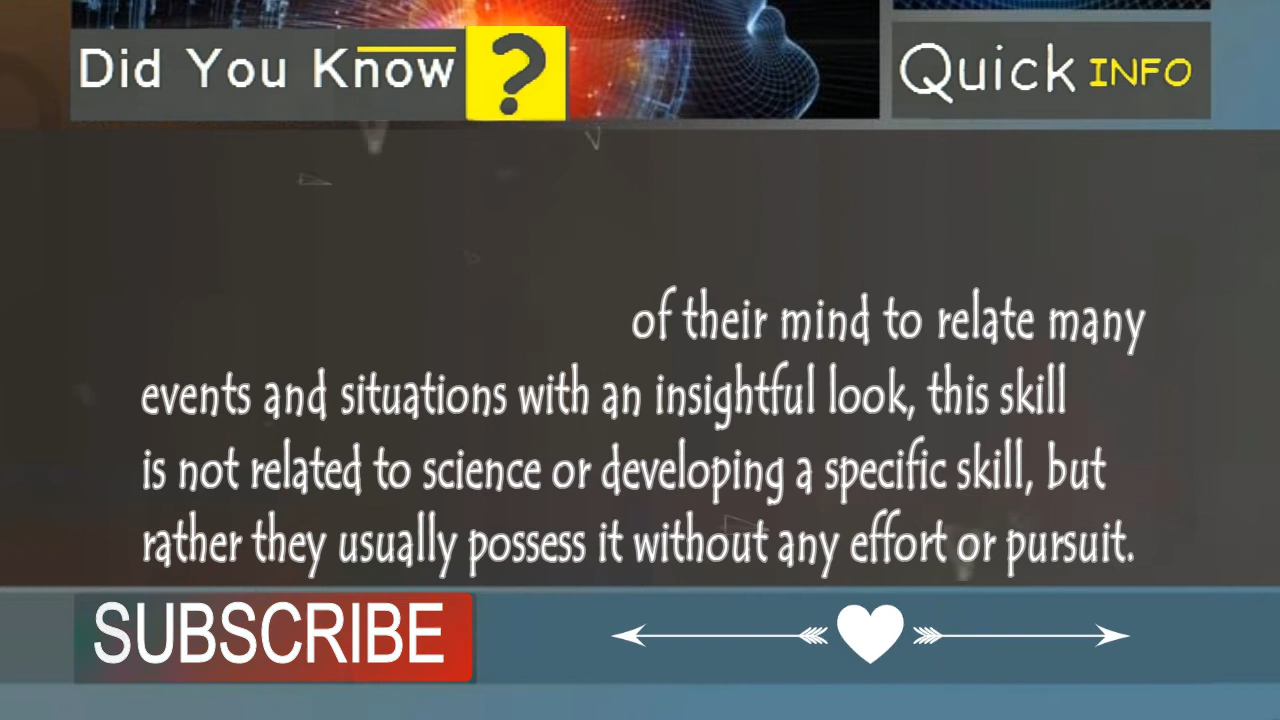 Did You Know ?
Quick INFO
of their mind to relate many
events and situations with an insightful look, this skill
is not related to science or developing a specific skill, but
rather they usually possess it without any effort or pursuit.
SUBSCRIBE